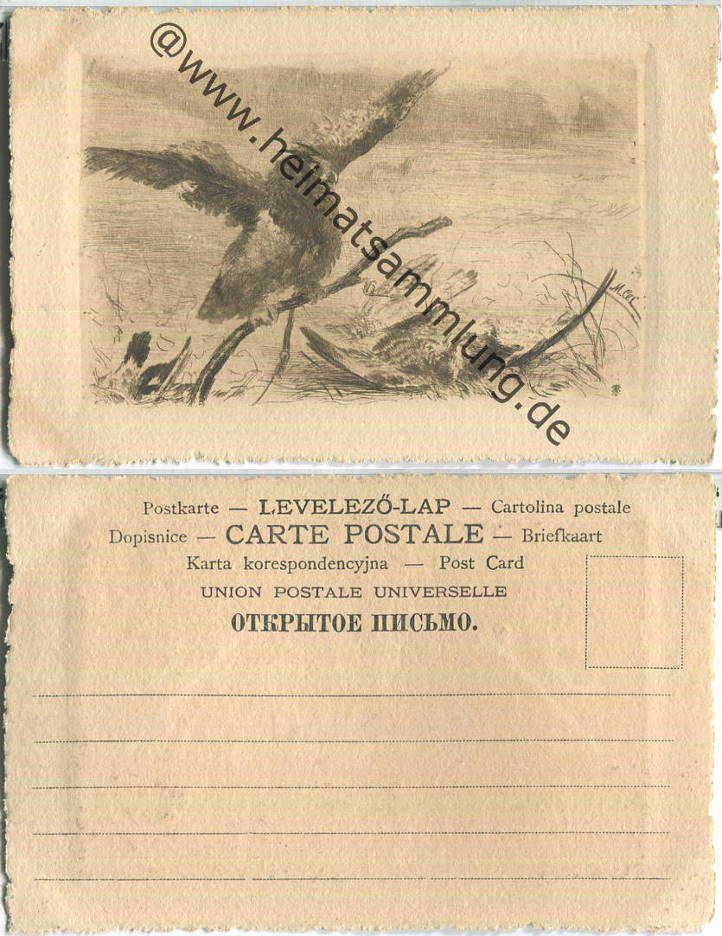 @www.heimatsammlung.de
Postkarte — LEVELEZŐ-LAP — Cartolina postale
Dopisnice — CARTE POSTALE — Briefkaart
Karta korespondencyjna — Post Card
UNION POSTALE UNIVERSELLE
ОТКРЫТОЕ ПИСЬМО.